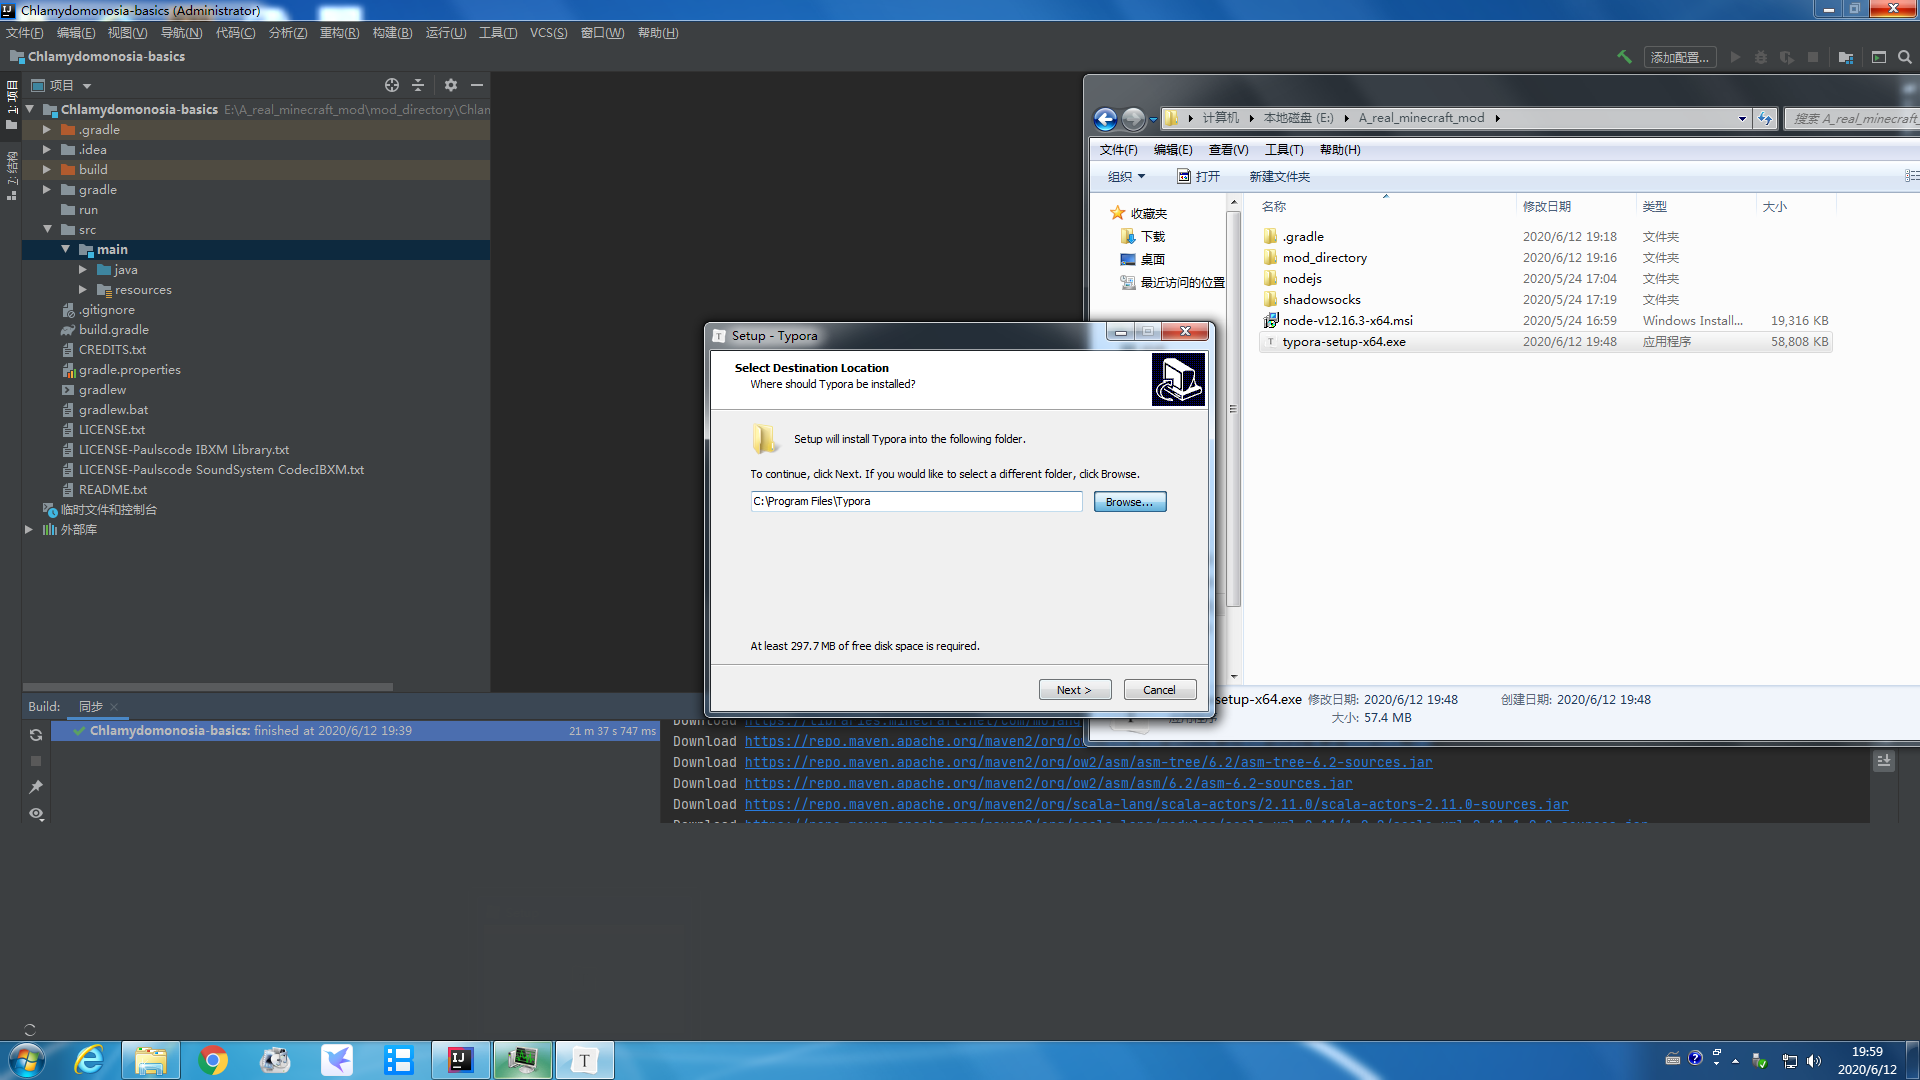 Chlamydomonosia-basics (Administrator)
文件(F) 编辑(E) 视图(V) 导航(N) 代码(C) 分析(Z) 重构(R) 构建(B) 运行(U) 工具(T) VCS(S) 窗口(W) 帮助(H)
Chlamydomonosia-basics
添加配置...
1: 项目
7: 结构
项目
Chlamydomonosia-basics E:\A_real_minecraft_mod\mod_directory\Chlan
.gradle
.idea
build
gradle
run
src
main
java
resources
.gitignore
build.gradle
CREDITS.txt
gradle.properties
gradlew
gradlew.bat
LICENSE.txt
LICENSE-Paulscode IBXM Library.txt
LICENSE-Paulscode SoundSystem CodecIBXM.txt
README.txt
临时文件和控制台
外部库
计算机 本地磁盘 (E:) A_real_minecraft_mod
搜索 A_real_minecraft_
文件(F) 编辑(E) 查看(V) 工具(T) 帮助(H)
组织 打开 新建文件夹
收藏夹
下载
桌面
最近访问的位置
名称 修改日期 类型 大小
.gradle 2020/6/12 19:18 文件夹
mod_directory 2020/6/12 19:16 文件夹
nodejs 2020/5/24 17:04 文件夹
shadowsocks 2020/5/24 17:19 文件夹
node-v12.16.3-x64.msi 2020/5/24 16:59 Windows Install... 19,316 KB
typora-setup-x64.exe 2020/6/12 19:48 应用程序 58,808 KB
setup-x64.exe 修改日期: 2020/6/12 19:48 创建日期: 2020/6/12 19:48
大小: 57.4 MB
Setup - Typora
Select Destination Location
Where should Typora be installed?
Setup will install Typora into the following folder.
To continue, click Next. If you would like to select a different folder, click Browse.
C:\Program Files\Typora
Browse...
At least 297.7 MB of free disk space is required.
Next >
Cancel
Build: 同步
Chlamydomonosia-basics: finished at 2020/6/12 19:39 21 m 37 s 747 ms
Download https://libraries.minecraft.net/com/mojang
Download https://repo.maven.apache.org/maven2/org/o
Download https://repo.maven.apache.org/maven2/org/ow2/asm/asm-tree/6.2/asm-tree-6.2-sources.jar
Download https://repo.maven.apache.org/maven2/org/ow2/asm/asm/6.2/asm-6.2-sources.jar
Download https://repo.maven.apache.org/maven2/org/scala-lang/scala-actors/2.11.0/scala-actors-2.11.0-sources.jar
19:59
2020/6/12